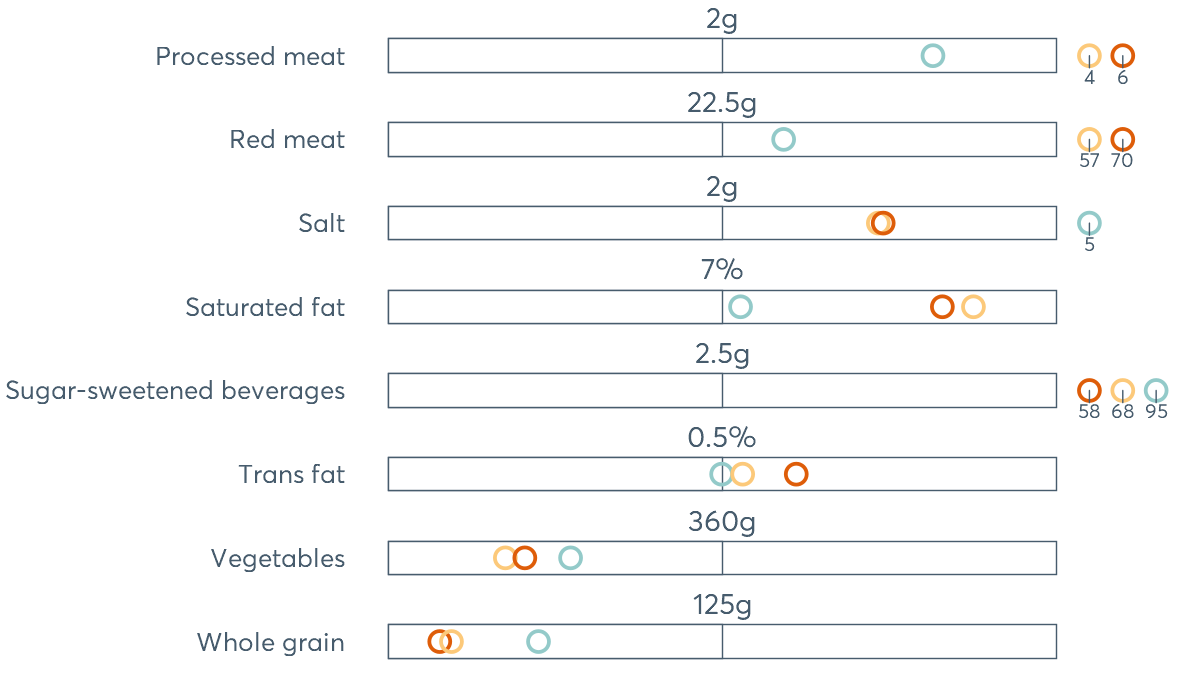 2g
Processed meat
4 6
22.5g
Red meat
57 70
2g
Salt
5
7%
Saturated fat
2.5g
Sugar-sweetened beverages
58 68 95
0.5%
Trans fat
360g
Vegetables
125g
Whole grain